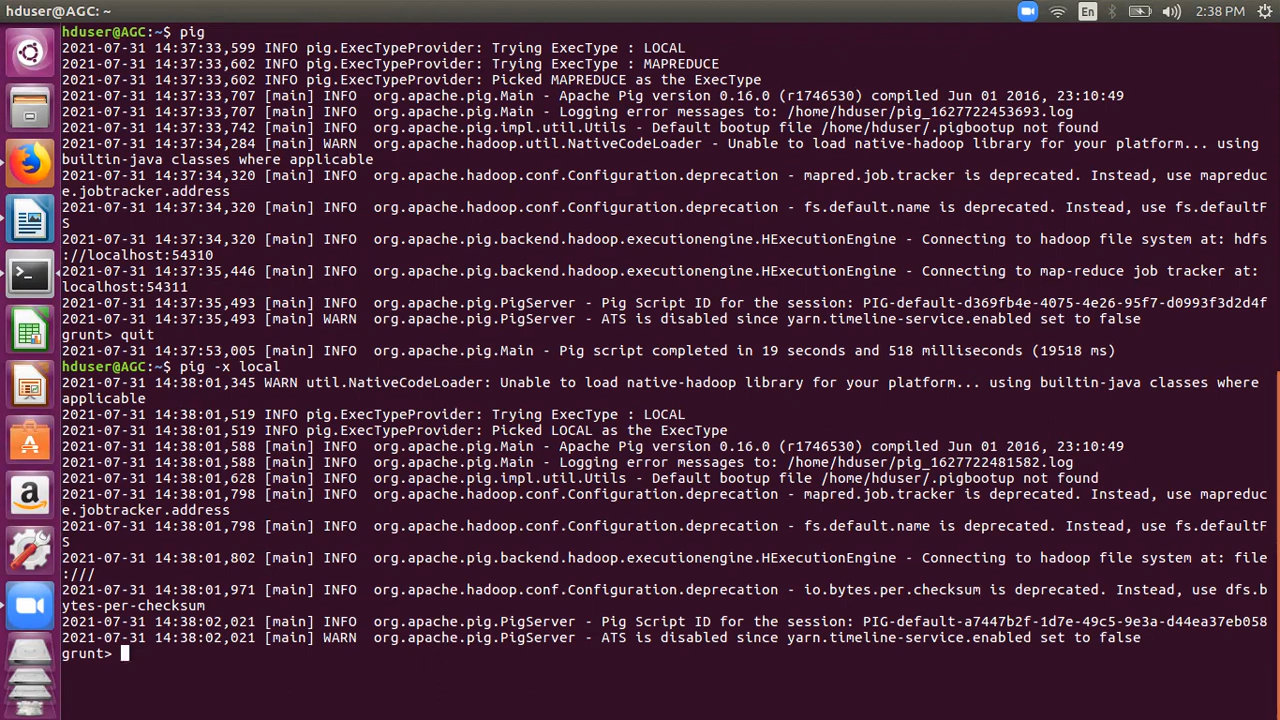 hduser@AGC: ~
En
2:38 PM
hduser@AGC:~$ pig
2021-07-31 14:37:33,599 INFO pig.ExecTypeProvider: Trying ExecType : LOCAL
2021-07-31 14:37:33,602 INFO pig.ExecTypeProvider: Trying ExecType : MAPREDUCE
2021-07-31 14:37:33,602 INFO pig.ExecTypeProvider: Picked MAPREDUCE as the ExecType
2021-07-31 14:37:33,707 [main] INFO  org.apache.pig.Main - Apache Pig version 0.16.0 (r1746530) compiled Jun 01 2016, 23:10:49
2021-07-31 14:37:33,707 [main] INFO  org.apache.pig.Main - Logging error messages to: /home/hduser/pig_1627722453693.log
2021-07-31 14:37:33,742 [main] INFO  org.apache.pig.impl.util.Utils - Default bootup file /home/hduser/.pigbootup not found
2021-07-31 14:37:34,284 [main] WARN  org.apache.hadoop.util.NativeCodeLoader - Unable to load native-hadoop library for your platform... using
builtin-java classes where applicable
2021-07-31 14:37:34,320 [main] INFO  org.apache.hadoop.conf.Configuration.deprecation - mapred.job.tracker is deprecated. Instead, use mapreduc
e.jobtracker.address
2021-07-31 14:37:34,320 [main] INFO  org.apache.hadoop.conf.Configuration.deprecation - fs.default.name is deprecated. Instead, use fs.defaultF
S
2021-07-31 14:37:34,320 [main] INFO  org.apache.pig.backend.hadoop.executionengine.HExecutionEngine - Connecting to hadoop file system at: hdfs
://localhost:54310
2021-07-31 14:37:35,446 [main] INFO  org.apache.pig.backend.hadoop.executionengine.HExecutionEngine - Connecting to map-reduce job tracker at:
localhost:54311
2021-07-31 14:37:35,493 [main] INFO  org.apache.pig.PigServer - Pig Script ID for the session: PIG-default-d369fb4e-4075-4e26-95f7-d0993f3d2d4f
2021-07-31 14:37:35,493 [main] WARN  org.apache.pig.PigServer - ATS is disabled since yarn.timeline-service.enabled set to false
grunt> quit
2021-07-31 14:37:53,005 [main] INFO  org.apache.pig.Main - Pig script completed in 19 seconds and 518 milliseconds (19518 ms)
hduser@AGC:~$ pig -x local
2021-07-31 14:38:01,345 WARN util.NativeCodeLoader: Unable to load native-hadoop library for your platform... using builtin-java classes where
applicable
2021-07-31 14:38:01,519 INFO pig.ExecTypeProvider: Trying ExecType : LOCAL
2021-07-31 14:38:01,519 INFO pig.ExecTypeProvider: Picked LOCAL as the ExecType
2021-07-31 14:38:01,588 [main] INFO  org.apache.pig.Main - Apache Pig version 0.16.0 (r1746530) compiled Jun 01 2016, 23:10:49
2021-07-31 14:38:01,588 [main] INFO  org.apache.pig.Main - Logging error messages to: /home/hduser/pig_1627722481582.log
2021-07-31 14:38:01,628 [main] INFO  org.apache.pig.impl.util.Utils - Default bootup file /home/hduser/.pigbootup not found
2021-07-31 14:38:01,798 [main] INFO  org.apache.hadoop.conf.Configuration.deprecation - mapred.job.tracker is deprecated. Instead, use mapreduc
e.jobtracker.address
2021-07-31 14:38:01,798 [main] INFO  org.apache.hadoop.conf.Configuration.deprecation - fs.default.name is deprecated. Instead, use fs.defaultF
S
2021-07-31 14:38:01,802 [main] INFO  org.apache.pig.backend.hadoop.executionengine.HExecutionEngine - Connecting to hadoop file system at: file
:///
2021-07-31 14:38:01,971 [main] INFO  org.apache.hadoop.conf.Configuration.deprecation - io.bytes.per.checksum is deprecated. Instead, use dfs.b
ytes-per-checksum
2021-07-31 14:38:02,021 [main] INFO  org.apache.pig.PigServer - Pig Script ID for the session: PIG-default-a7447b2f-1d7e-49c5-9e3a-d44ea37eb058
2021-07-31 14:38:02,021 [main] WARN  org.apache.pig.PigServer - ATS is disabled since yarn.timeline-service.enabled set to false
grunt>